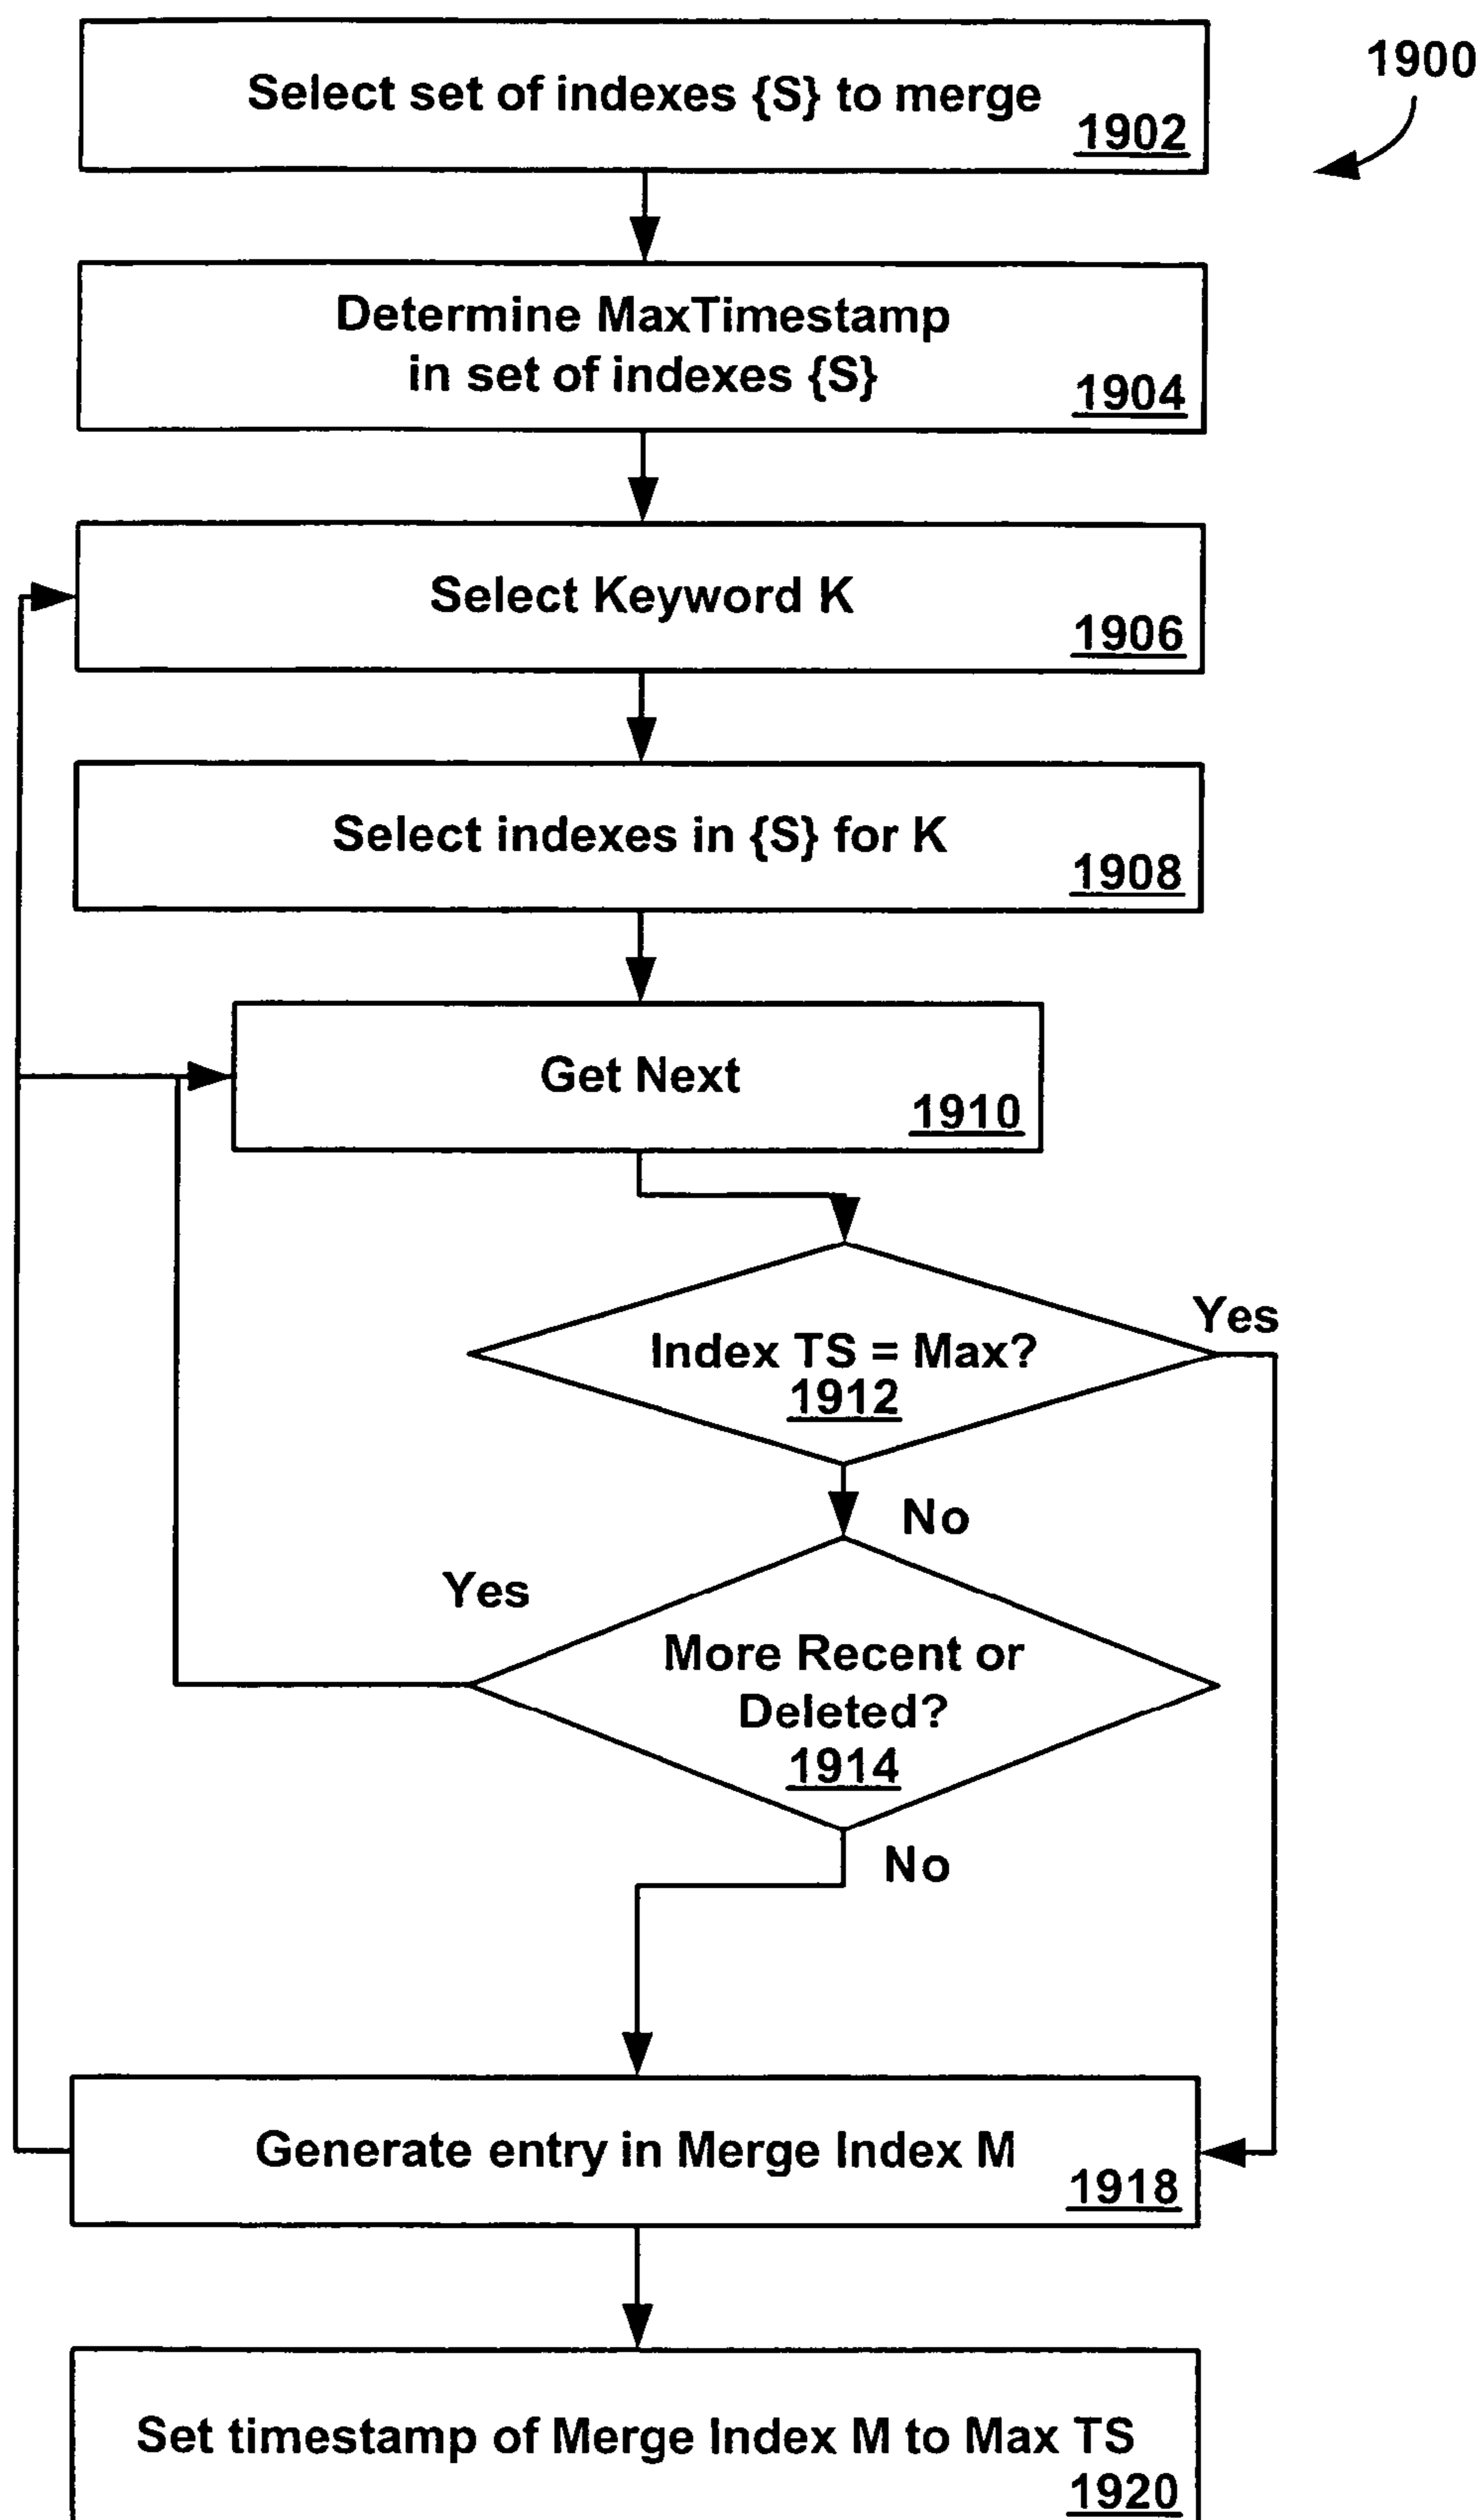 1900
Select set of indexes {S} to merge
1902
Determine MaxTimestamp
in set of indexes {S}
1904
Select Keyword K
1906
Select indexes in {S} for K
1908
Get Next
1910
Yes
Index TS = Max?
1912
No
Yes
More Recent or
Deleted?
1914
No
Generate entry in Merge Index M
1918
Set timestamp of Merge Index M to Max TS
1920